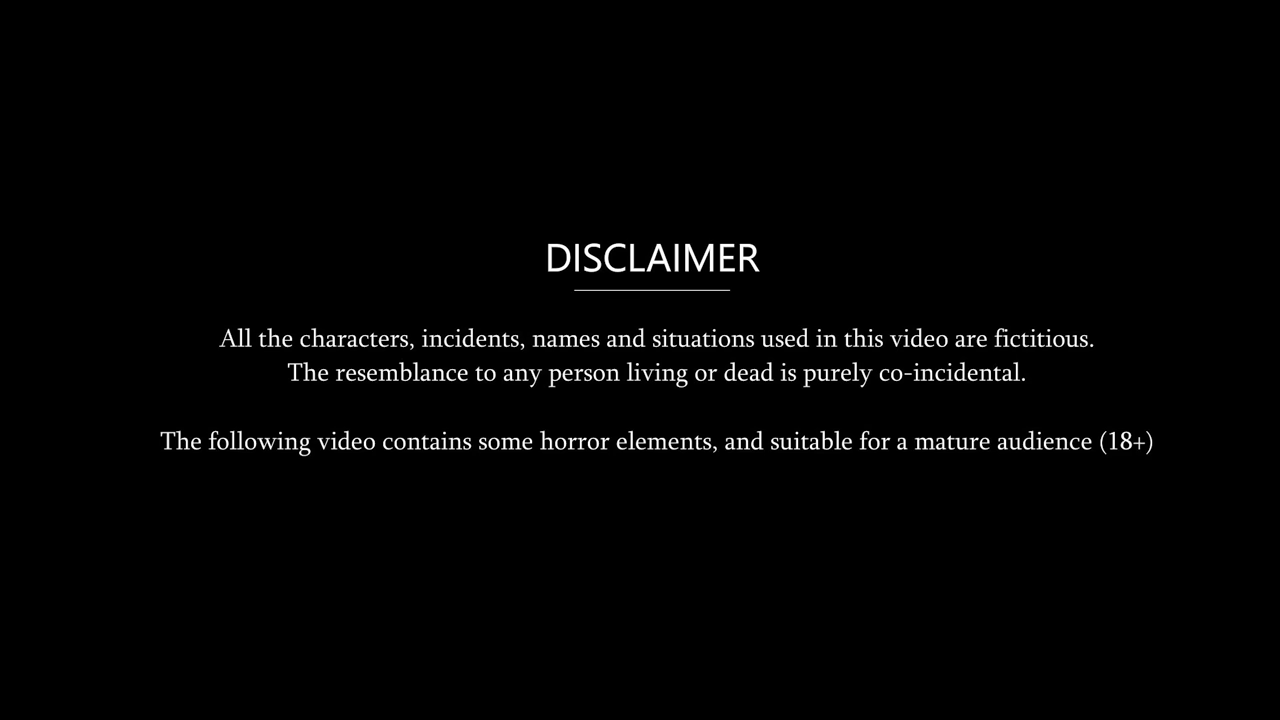 DISCLAIMER
All the characters, incidents, names and situations used in this video are fictitious.
The resemblance to any person living or dead is purely co-incidental.
The following video contains some horror elements, and suitable for a mature audience (18+)